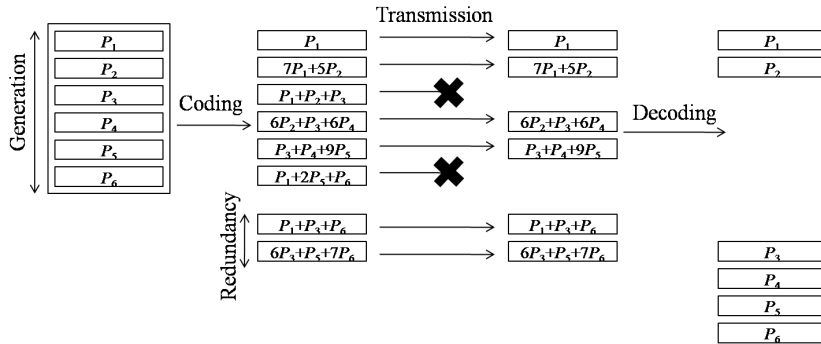 Transmission
Generation
P₁
P₂
P₃
P₄
P₅
P₆
Coding
P₁
7P₁+5P₂
P₁+P₂+P₃
6P₂+P₃+6P₄
P₃+P₄+9P₅
P₁+2P₅+P₆
Redundancy
P₁+P₃+P₆
6P₃+P₅+7P₆
P₁
7P₁+5P₂
6P₂+P₃+6P₄
P₃+P₄+9P₅
P₁+P₃+P₆
6P₃+P₅+7P₆
Decoding
P₁
P₂
P₃
P₄
P₅
P₆